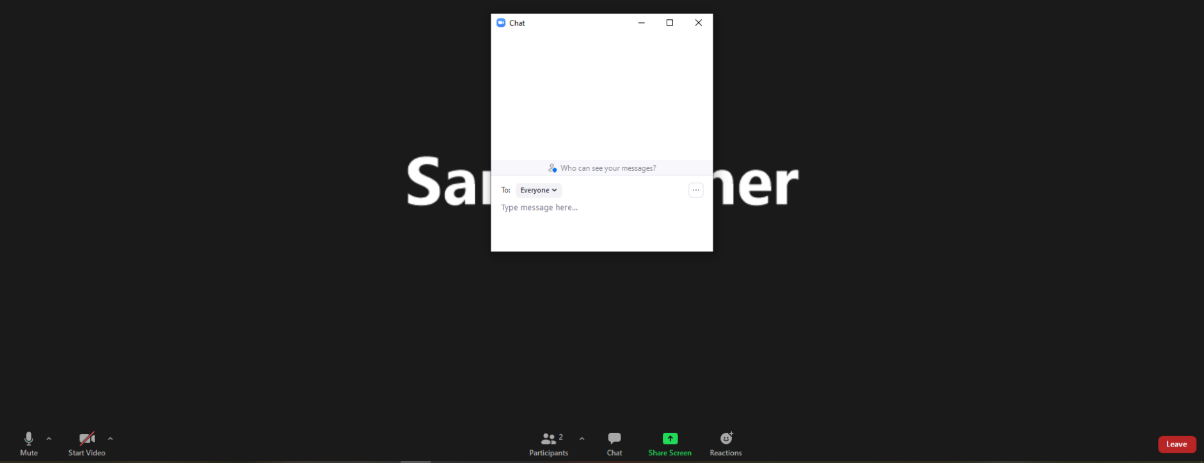 Chat
Who can see your messages?
To: Everyone
Type message here...
Mute
Start Video
2
Participants
Chat
Share Screen
Reactions
Leave